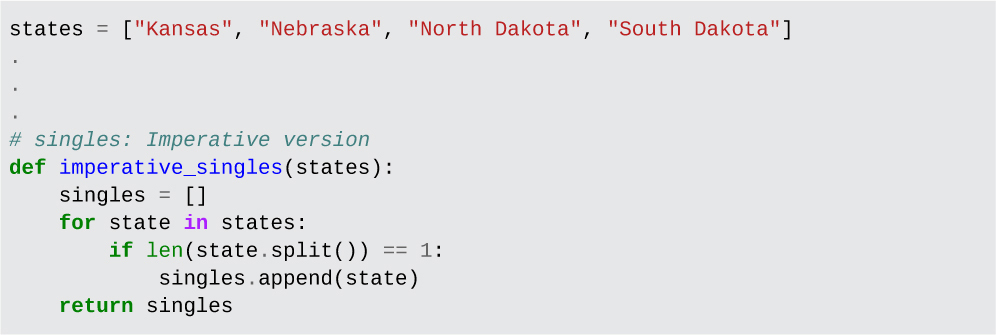 states = ["Kansas", "Nebraska", "North Dakota", "South Dakota"]
.
.
.
# singles: Imperative version
def imperative_singles(states):
    singles = []
    for state in states:
        if len(state.split()) == 1:
            singles.append(state)
    return singles